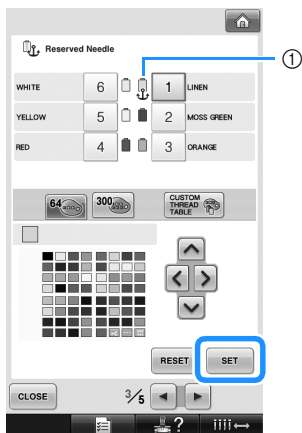 Reserved Needle
①
WHITE 6 1 LINEN
YELLOW 5 2 MOSS GREEN
RED 4 3 ORANGE
64 300 CUSTOM
THREAD
TABLE
RESET SET
CLOSE 3/5
?